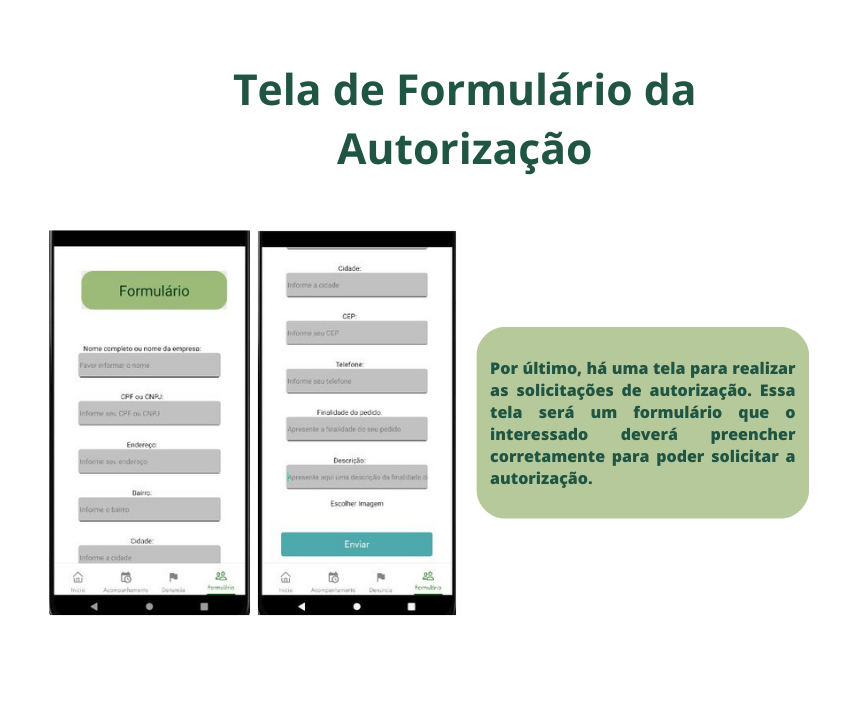 Tela de Formulário da
Autorização
Formulário
Nome completo ou nome da empresa:
Favor informar o nome
CPF ou CNPJ:
Informe seu CPF ou CNPJ
Endereço:
Informe seu endereço
Bairro:
Informe o bairro
Cidade:
Informe a cidade
Início Acompanhamento Denúncia Formulário
Cidade:
Informe a cidade
CEP:
Informe seu CEP
Telefone:
Informe seu telefone
Finalidade do pedido:
Apresente a finalidade do seu pedido
Descrição:
Apresente aqui uma descrição da finalidade d
Escolher Imagem
Enviar
Início Acompanhamento Denúncia Formulário
Por último, há uma tela para realizar
as solicitações de autorização. Essa
tela será um formulário que o
interessado deverá preencher
corretamente para poder solicitar a
autorização.